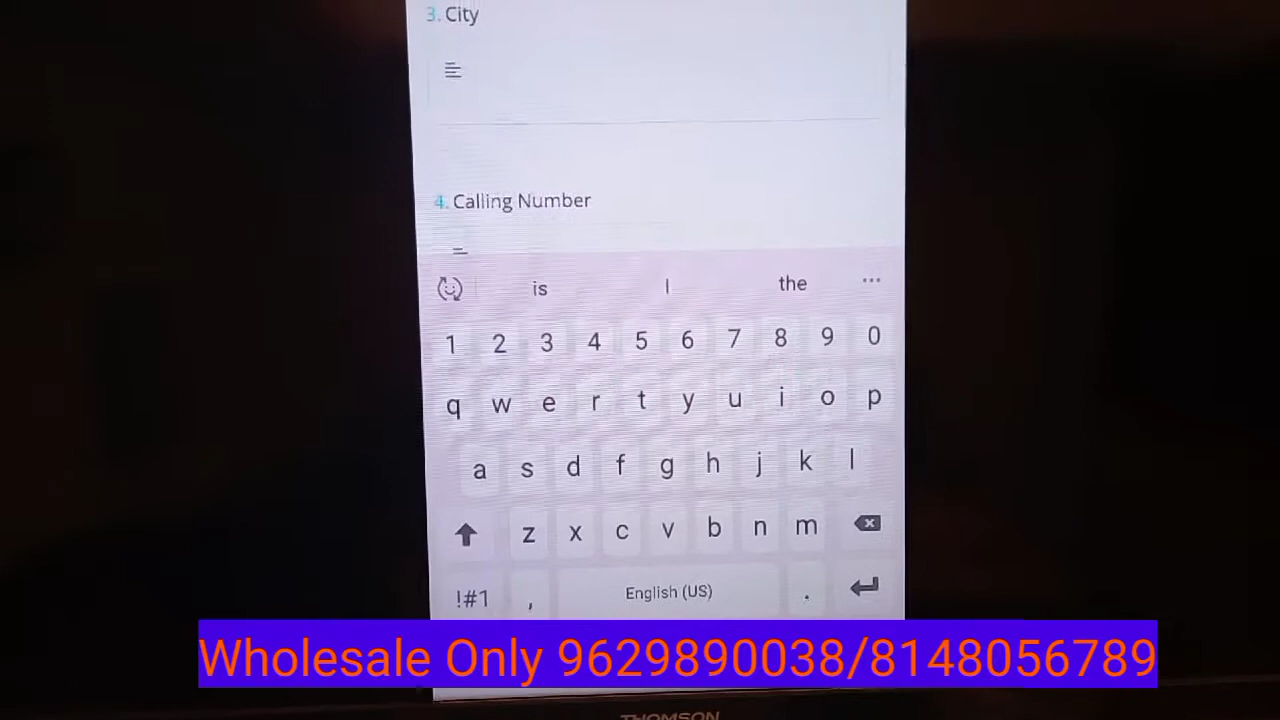 3. City
4. Calling Number
is I the ...
1 2 3 4 5 6 7 8 9 0
q w e r t y u i o p
a s d f g h j k l
z x c v b n m
!#1 , English (US) .
Wholesale Only 9629890038/8148056789
THOMSON